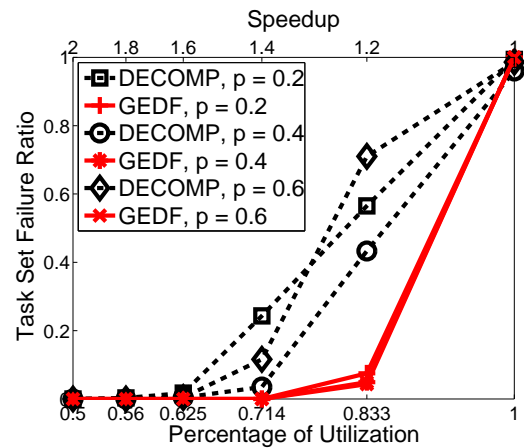 Speedup
2 1.8 1.6 1.4 1.2 1
1
DECOMP, p = 0.2
GEDF, p = 0.2
DECOMP, p = 0.4
GEDF, p = 0.4
DECOMP, p = 0.6
GEDF, p = 0.6
0.8
0.6
0.4
0.2
0
Task Set Failure Ratio
0.5 0.56 0.625 0.714 0.833 1
Percentage of Utilization